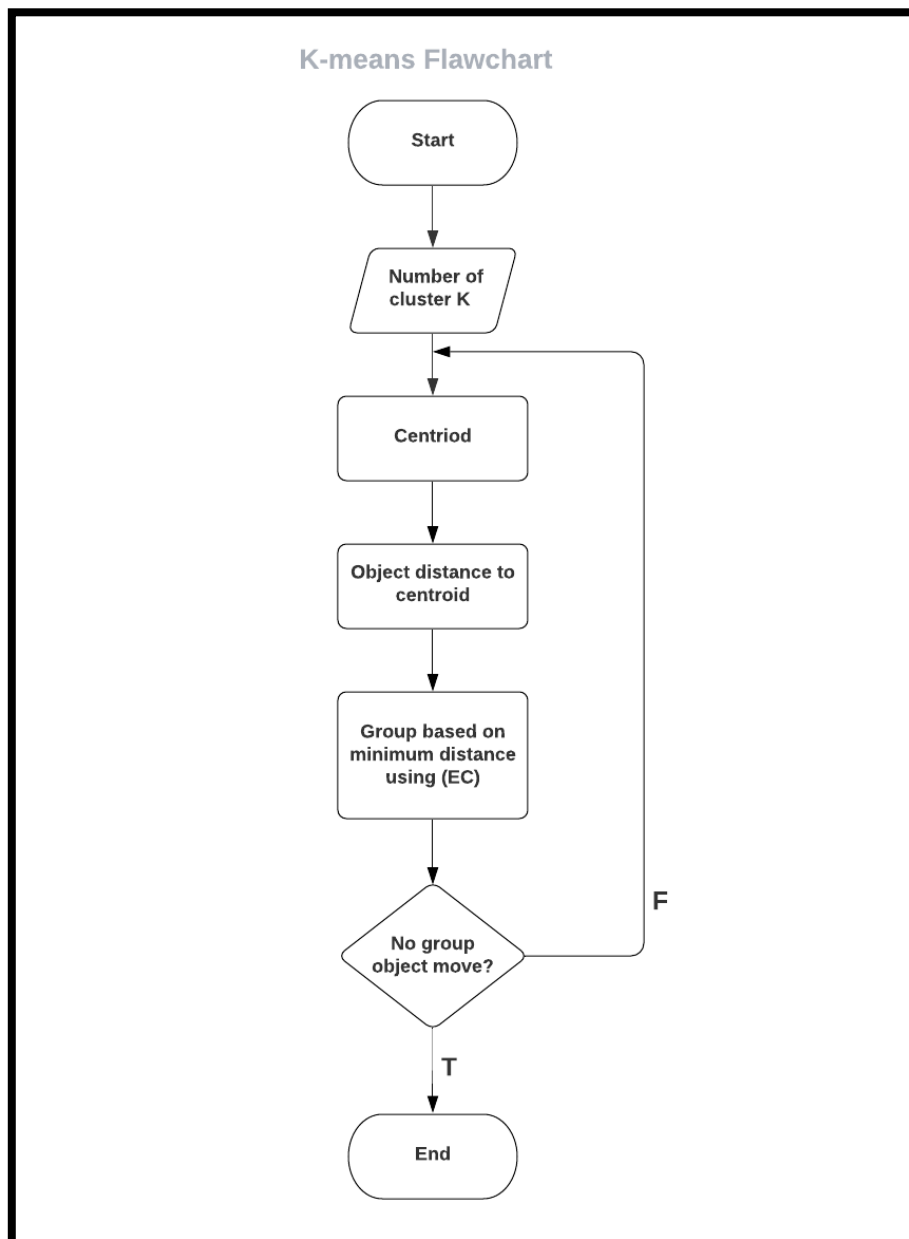 K-means Flawchart
Start
Number of
cluster K
Centriod
Object distance to
centroid
Group based on
minimum distance
using (EC)
No group
object move?
F
T
End